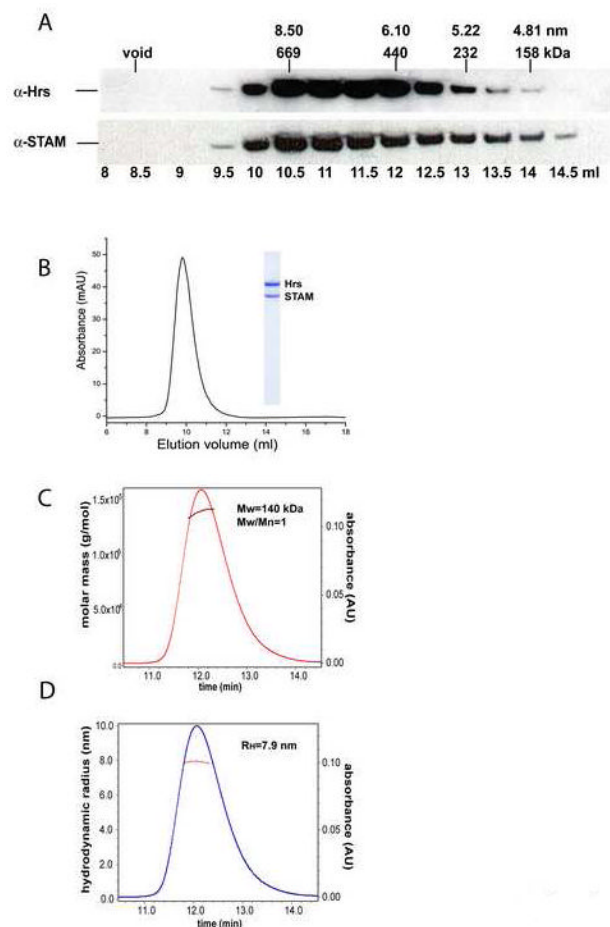 A
8.50 6.10 5.22 4.81 nm
void 669 440 232 158 kDa
α-Hrs
α-STAM
8 8.5 9 9.5 10 10.5 11 11.5 12 12.5 13 13.5 14 14.5 ml
B
50
40
30
20
10
0
Absorbance (mAU)
Hrs
STAM
6 8 10 12 14 16 18
Elution volume (ml)
C
molar mass (g/mol)
0.0
Mw=140 kDa
Mw/Mn=1
0.10
0.05
0.00
absorbance (AU)
11.0 12.0 13.0 14.0
time (min)
D
10.0
8.0
6.0
4.0
2.0
0.0
hydrodynamic radius (nm)
RH=7.9 nm
0.10
0.05
0.00
absorbance (AU)
11.0 12.0 13.0 14.0
time (min)